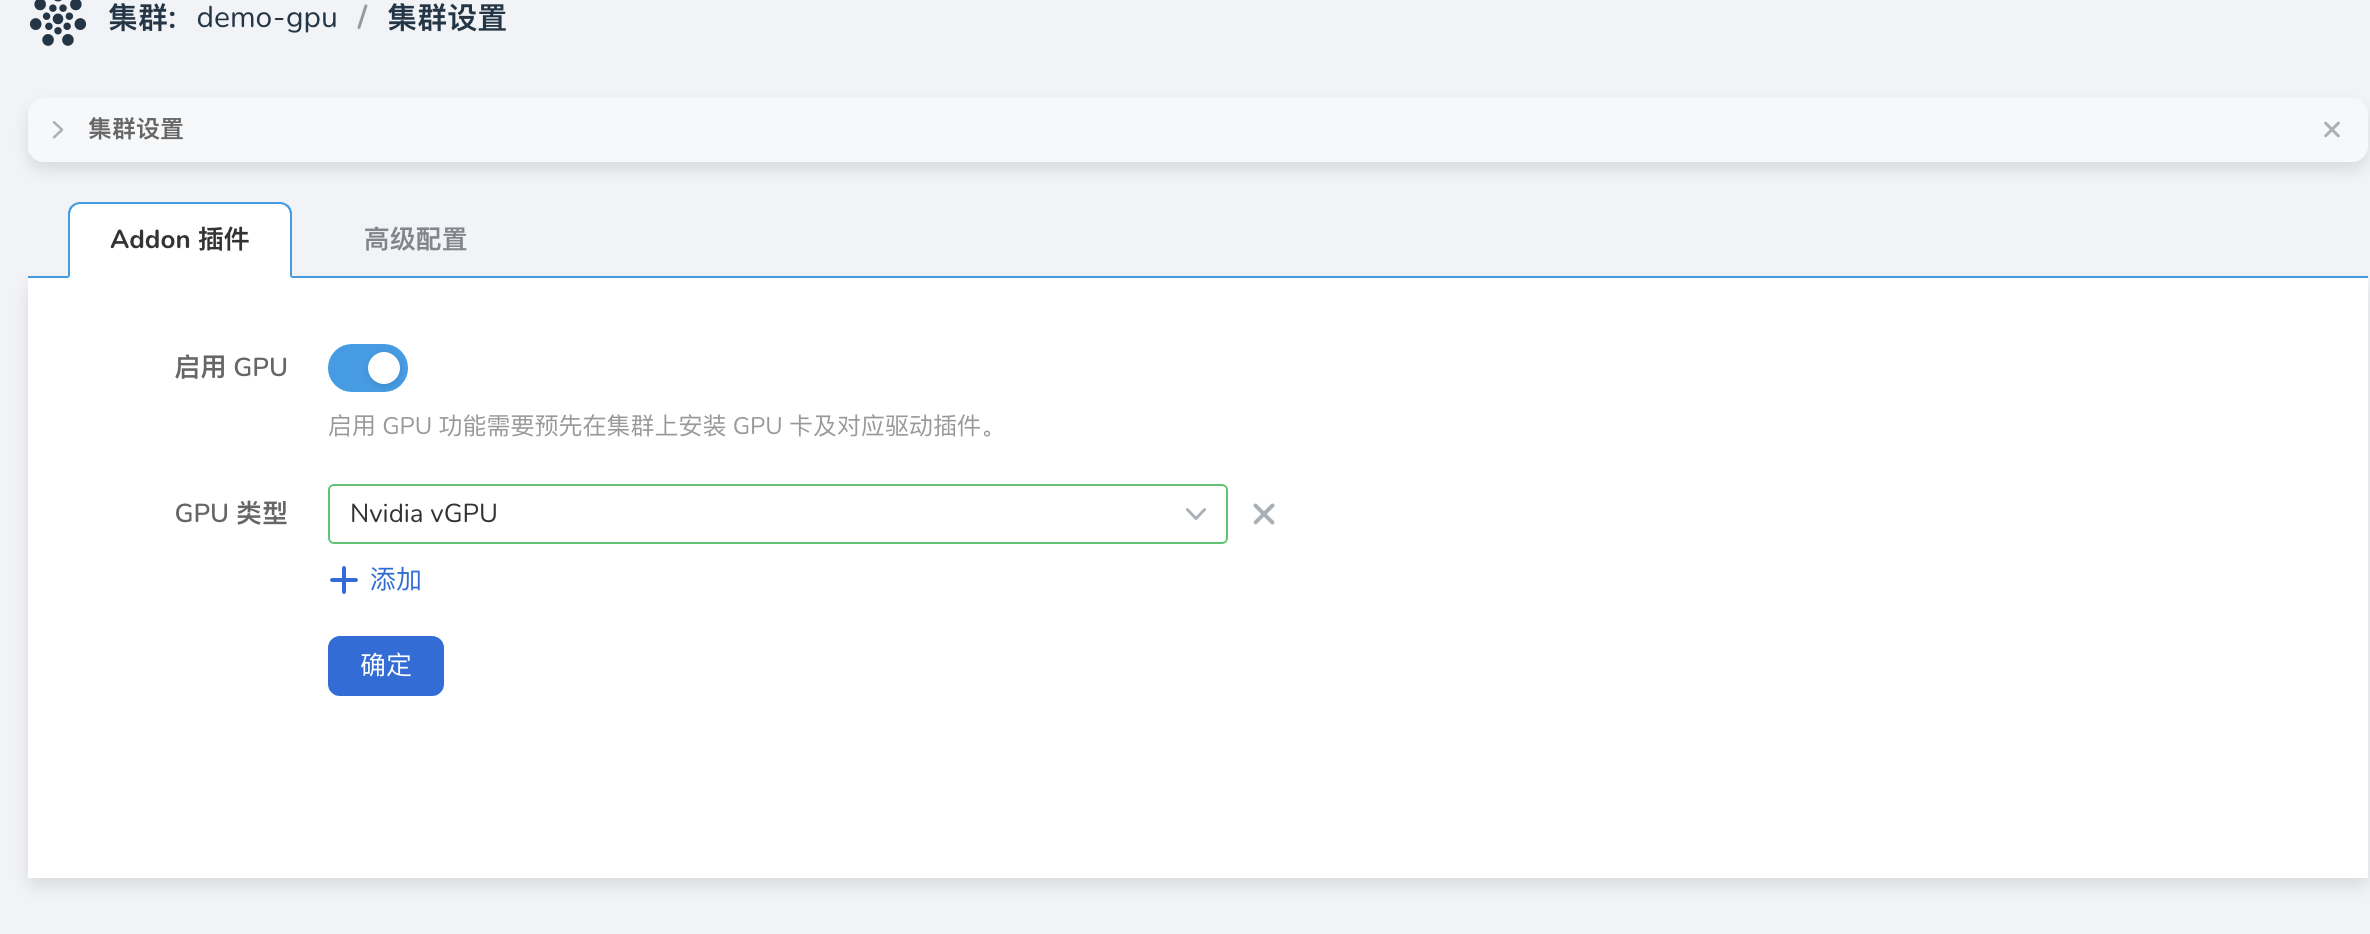 集群: demo-gpu / 集群设置
集群设置
Addon 插件 高级配置
启用 GPU
启用 GPU 功能需要预先在集群上安装 GPU 卡及对应驱动插件。
GPU 类型 Nvidia vGPU
添加
确定